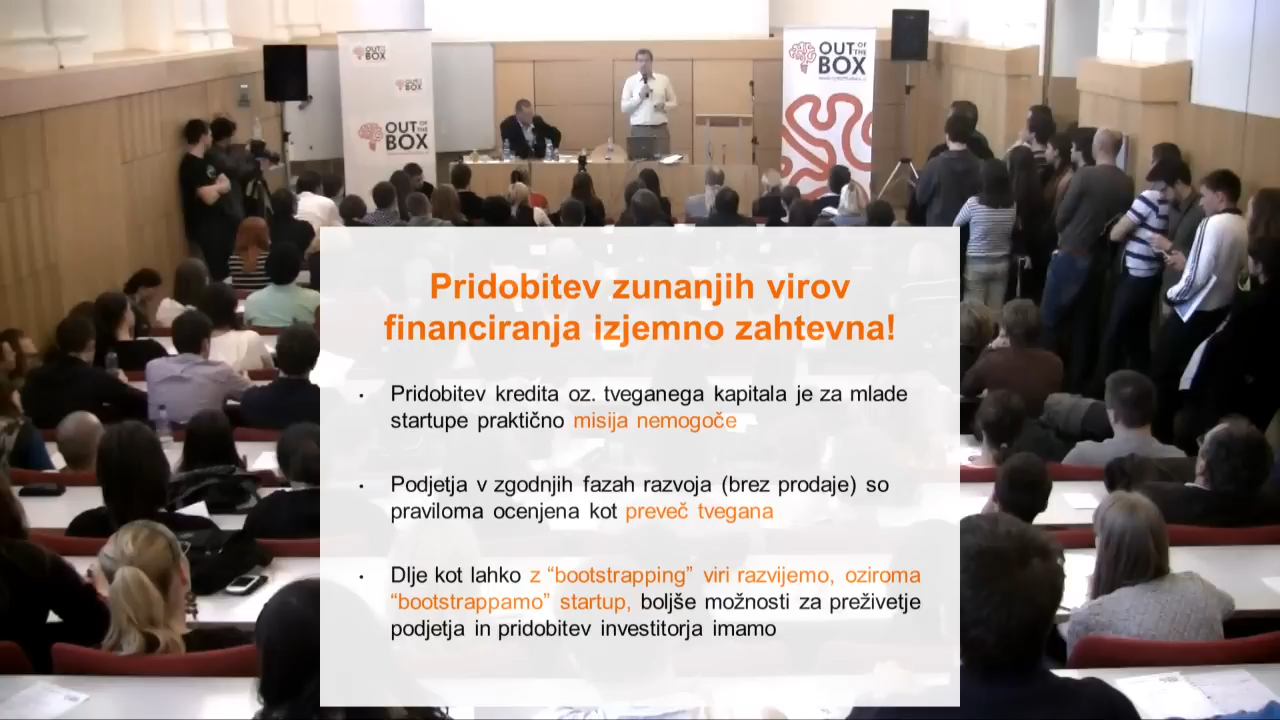 OUT OF THE BOX
OUT BOX
OUT OF THE BOX
OUT OF THE BOX
Pridobitev zunanjih virov
financiranja izjemno zahtevna!
• Pridobitev kredita oz. tveganega kapitala je za mlade
startupe praktično misija nemogoče
• Podjetja v zgodnjih fazah razvoja (brez prodaje) so
praviloma ocenjena kot preveč tvegana
• Dlje kot lahko z “bootstrapping” viri razvijemo, oziroma
“bootstrappamo” startup, boljše možnosti za preživetje
podjetja in pridobitev investitorja imamo